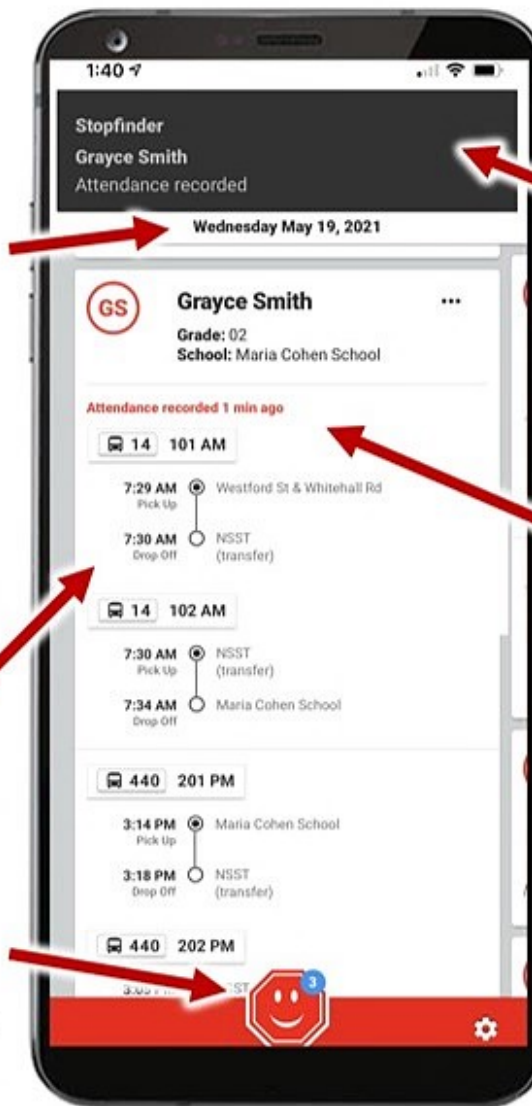 1:40
Stopfinder
Grayce Smith
Attendance recorded
Wednesday May 19, 2021
GS
Grayce Smith
Grade: 02
School: Maria Cohen School
Attendance recorded 1 min ago
14 101 AM
7:29 AM Westford St & Whitehall Rd
Pick Up
7:30 AM NSST
Drop Off (transfer)
14 102 AM
7:30 AM NSST
Pick Up (transfer)
7:34 AM Maria Cohen School
Drop Off
440 201 PM
3:14 PM Maria Cohen School
Pick Up
3:18 PM NSST
Drop Off (transfer)
440 202 PM
3